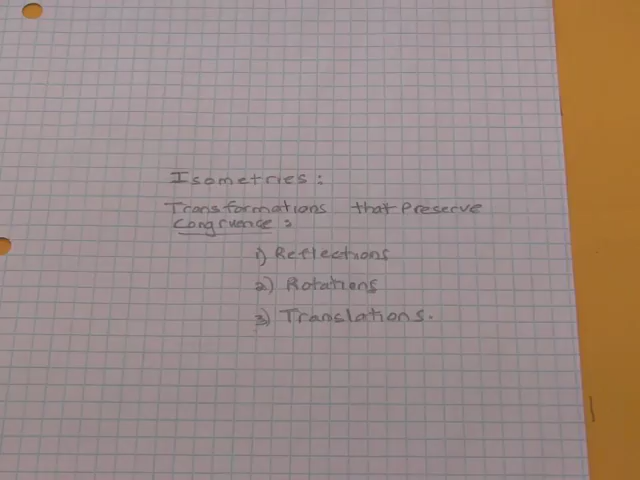 Isometries:
Transformations that Preserve
Congruence:
1) Reflections
2) Rotations
3) Translations.